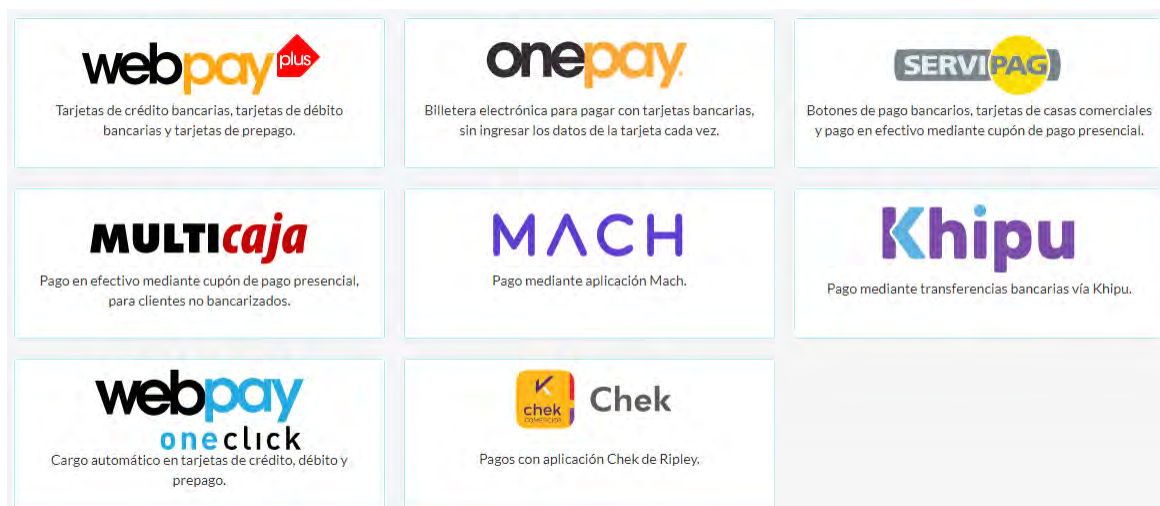 webpay plus
Tarjetas de crédito bancarias, tarjetas de débito
bancarias y tarjetas de prepago.
onepay.
Billetera electrónica para pagar con tarjetas bancarias,
sin ingresar los datos de la tarjeta cada vez.
SERVIPAG
Botones de pago bancarios, tarjetas de casas comerciales
y pago en efectivo mediante cupón de pago presencial.
MULTIcaja
Pago en efectivo mediante cupón de pago presencial,
para clientes no bancarizados.
MACH
Pago mediante aplicación Mach.
Khipu
Pago mediante transferencias bancarias vía Khipu.
webpay
oneclick
Cargo automático en tarjetas de crédito, débito y
prepago.
chek
Chek
Pagos con aplicación Chek de Ripley.